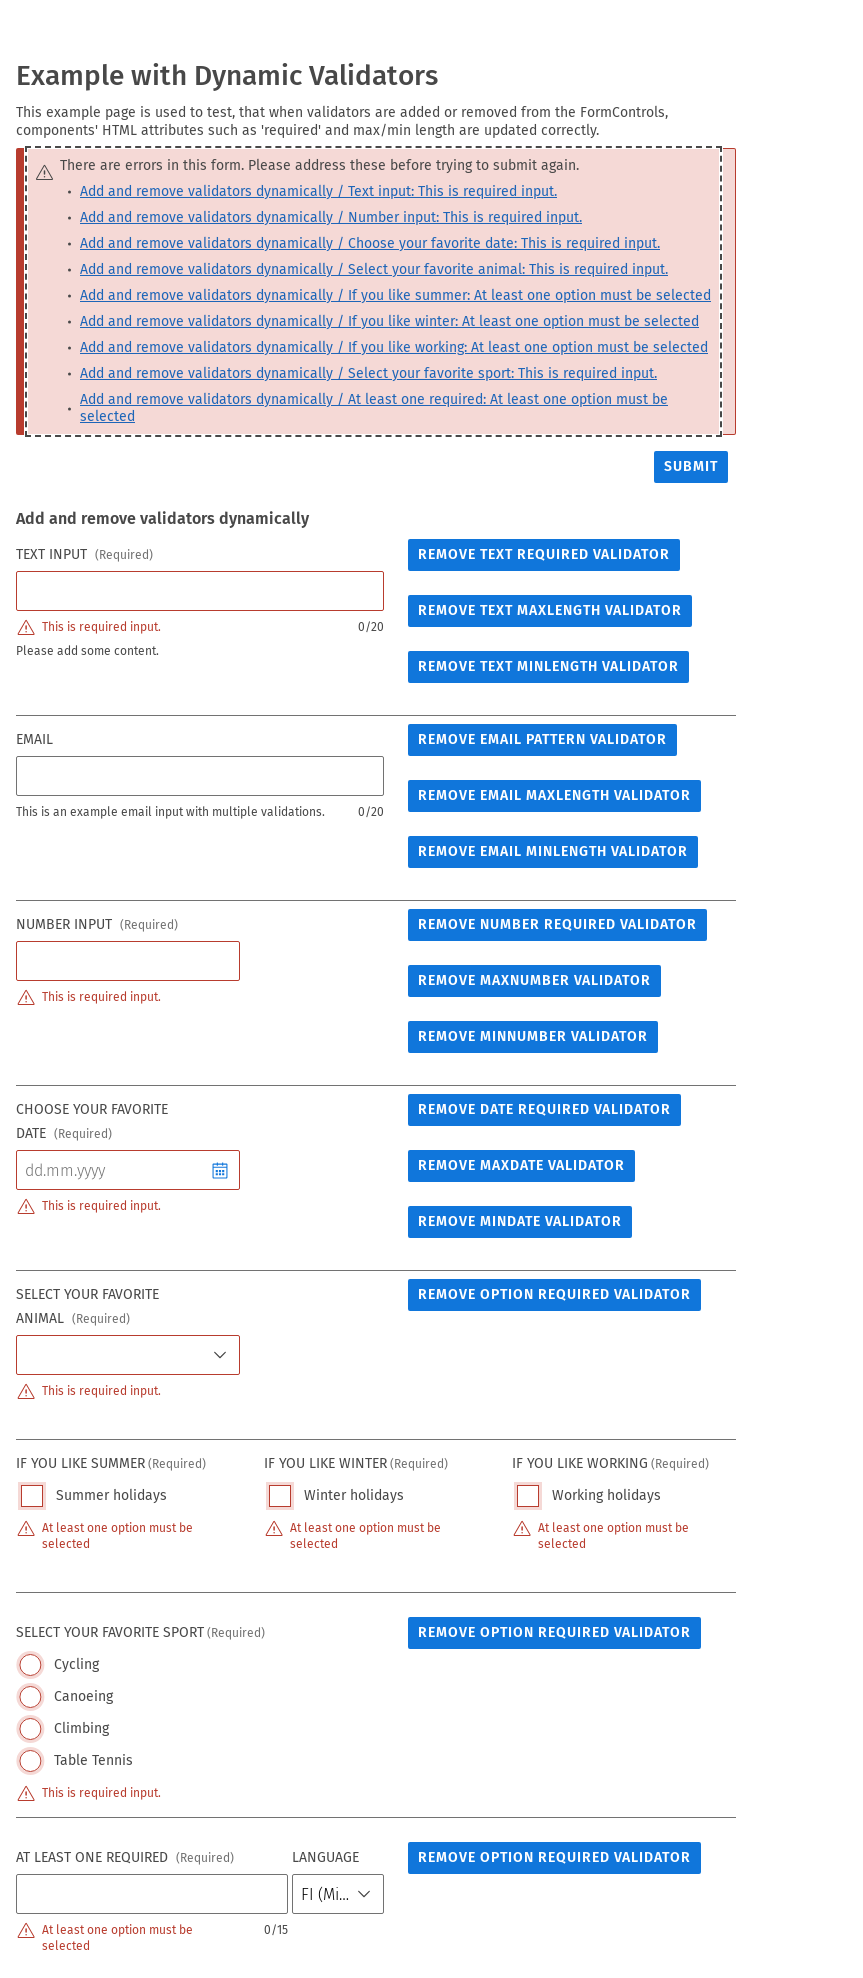 Example with Dynamic Validators
This example page is used to test, that when validators are added or removed from the FormControls,
components' HTML attributes such as 'required' and max/min length are updated correctly.
There are errors in this form. Please address these before trying to submit again.
Add and remove validators dynamically / Text input: This is required input.
Add and remove validators dynamically / Number input: This is required input.
Add and remove validators dynamically / Choose your favorite date: This is required input.
Add and remove validators dynamically / Select your favorite animal: This is required input.
Add and remove validators dynamically / If you like summer: At least one option must be selected
Add and remove validators dynamically / If you like winter: At least one option must be selected
Add and remove validators dynamically / If you like working: At least one option must be selected
Add and remove validators dynamically / Select your favorite sport: This is required input.
Add and remove validators dynamically / At least one required: At least one option must be
selected
SUBMIT
Add and remove validators dynamically
TEXT INPUT (Required)
REMOVE TEXT REQUIRED VALIDATOR
REMOVE TEXT MAXLENGTH VALIDATOR
This is required input. 0/20
Please add some content.
REMOVE TEXT MINLENGTH VALIDATOR
EMAIL
REMOVE EMAIL PATTERN VALIDATOR
REMOVE EMAIL MAXLENGTH VALIDATOR
This is an example email input with multiple validations. 0/20
REMOVE EMAIL MINLENGTH VALIDATOR
NUMBER INPUT (Required)
REMOVE NUMBER REQUIRED VALIDATOR
REMOVE MAXNUMBER VALIDATOR
This is required input.
REMOVE MINNUMBER VALIDATOR
CHOOSE YOUR FAVORITE
DATE (Required)
REMOVE DATE REQUIRED VALIDATOR
dd.mm.yyyy
REMOVE MAXDATE VALIDATOR
This is required input.
REMOVE MINDATE VALIDATOR
SELECT YOUR FAVORITE
ANIMAL (Required)
REMOVE OPTION REQUIRED VALIDATOR
This is required input.
IF YOU LIKE SUMMER (Required)
Summer holidays
At least one option must be
selected
IF YOU LIKE WINTER (Required)
Winter holidays
At least one option must be
selected
IF YOU LIKE WORKING (Required)
Working holidays
At least one option must be
selected
SELECT YOUR FAVORITE SPORT (Required)
REMOVE OPTION REQUIRED VALIDATOR
Cycling
Canoeing
Climbing
Table Tennis
This is required input.
AT LEAST ONE REQUIRED (Required)
LANGUAGE
REMOVE OPTION REQUIRED VALIDATOR
FI (Mi...
At least one option must be
selected
0/15